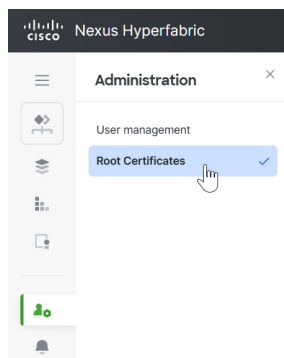 CISCO
Nexus Hyperfabric
Administration
User management
Root Certificates